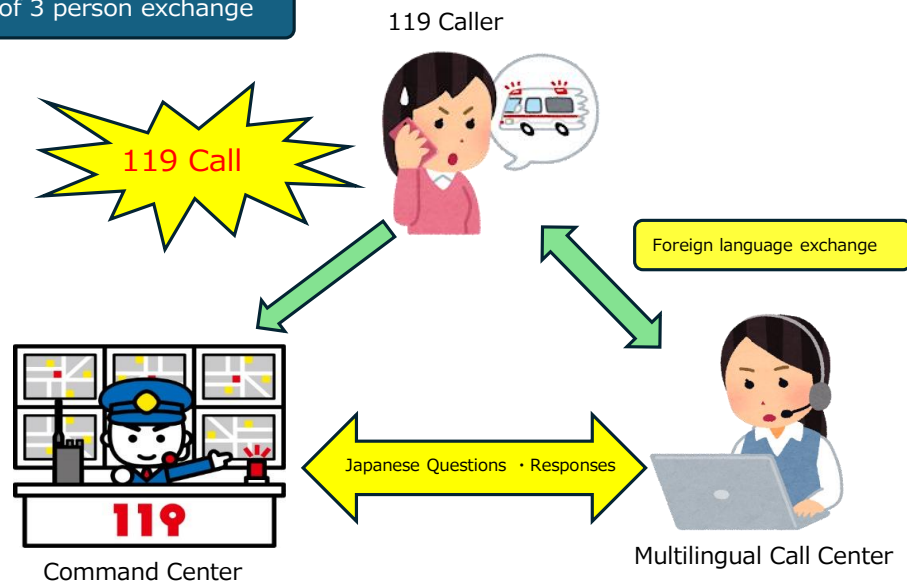 of 3 person exchange
119 Caller
119 Call
Foreign language exchange
Japanese Questions ・Responses
119
Multilingual Call Center
Command Center